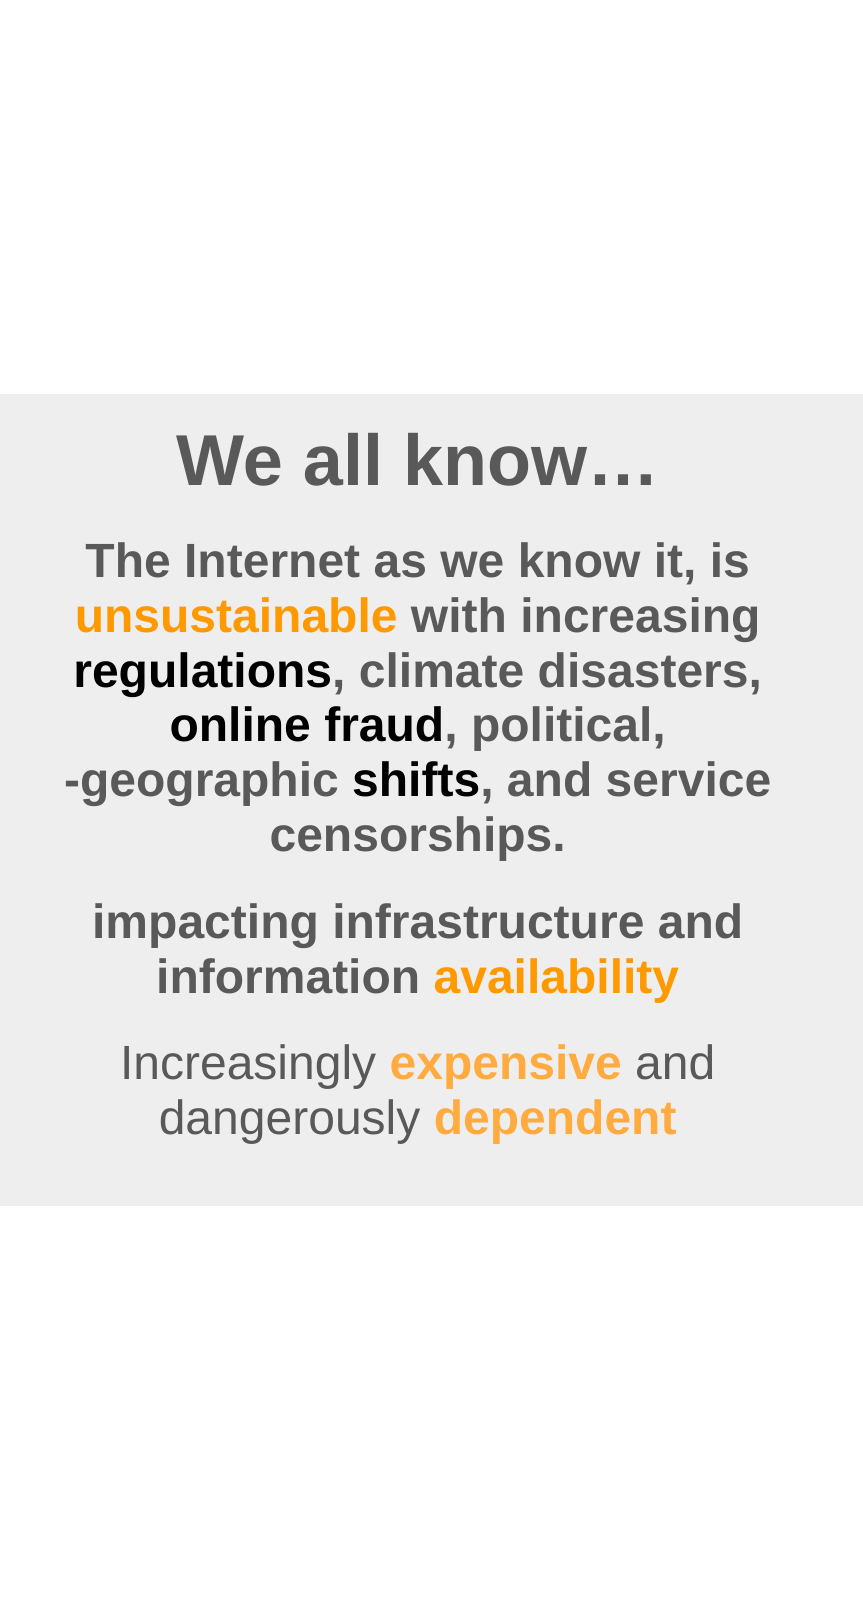 We all know…
The Internet as we know it, is
unsustainable with increasing
regulations, climate disasters,
online fraud, political,
-geographic shifts, and service
censorships.
impacting infrastructure and
information availability
Increasingly expensive and
dangerously dependent